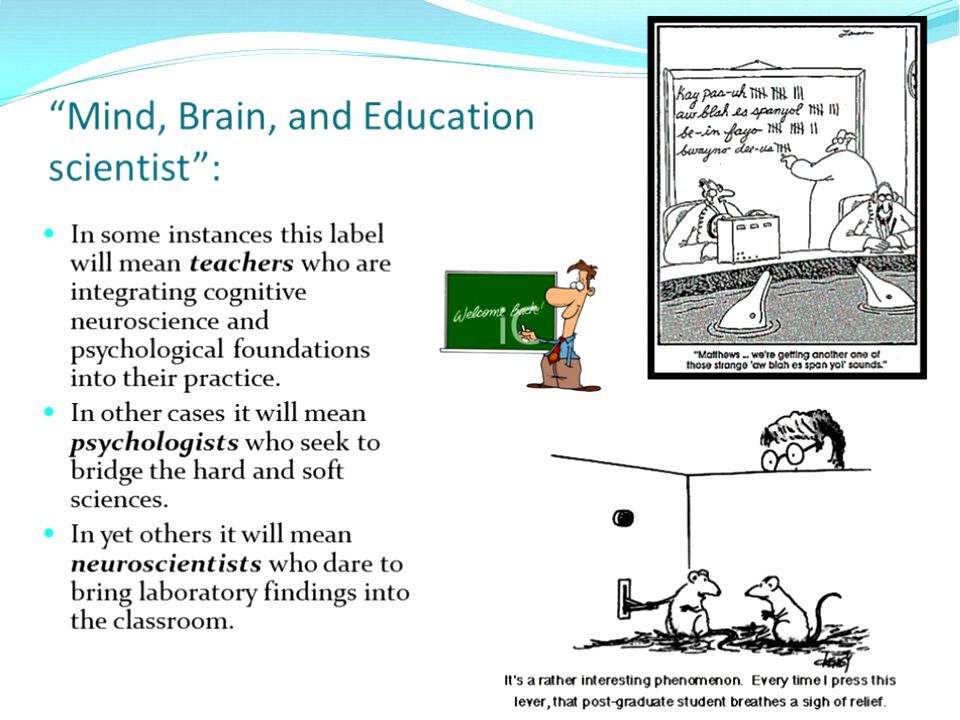 “Mind, Brain, and Education
scientist”:
In some instances this label
will mean teachers who are
integrating cognitive
neuroscience and
psychological foundations
into their practice.
In other cases it will mean
psychologists who seek to
bridge the hard and soft
sciences.
In yet others it will mean
neuroscientists who dare to
bring laboratory findings into
the classroom.
Larson
Kay pas-uh
aw blah es spanyol
be-in fayo
bwayno dee-us
"Matthews ... we're getting another one of
those strange 'aw blah es span yol' sounds."
Welcome Back!
It's a rather interesting phenomenon. Every time I press this
lever, that post-graduate student breathes a sigh of relief.